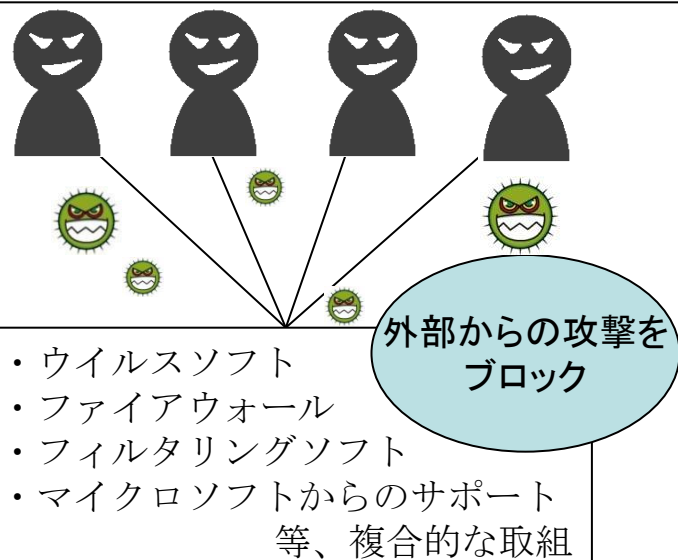 外部からの攻撃を
ブロック
・ウイルスソフト
・ファイアウォール
・フィルタリングソフト
・マイクロソフトからのサポート
等、複合的な取組